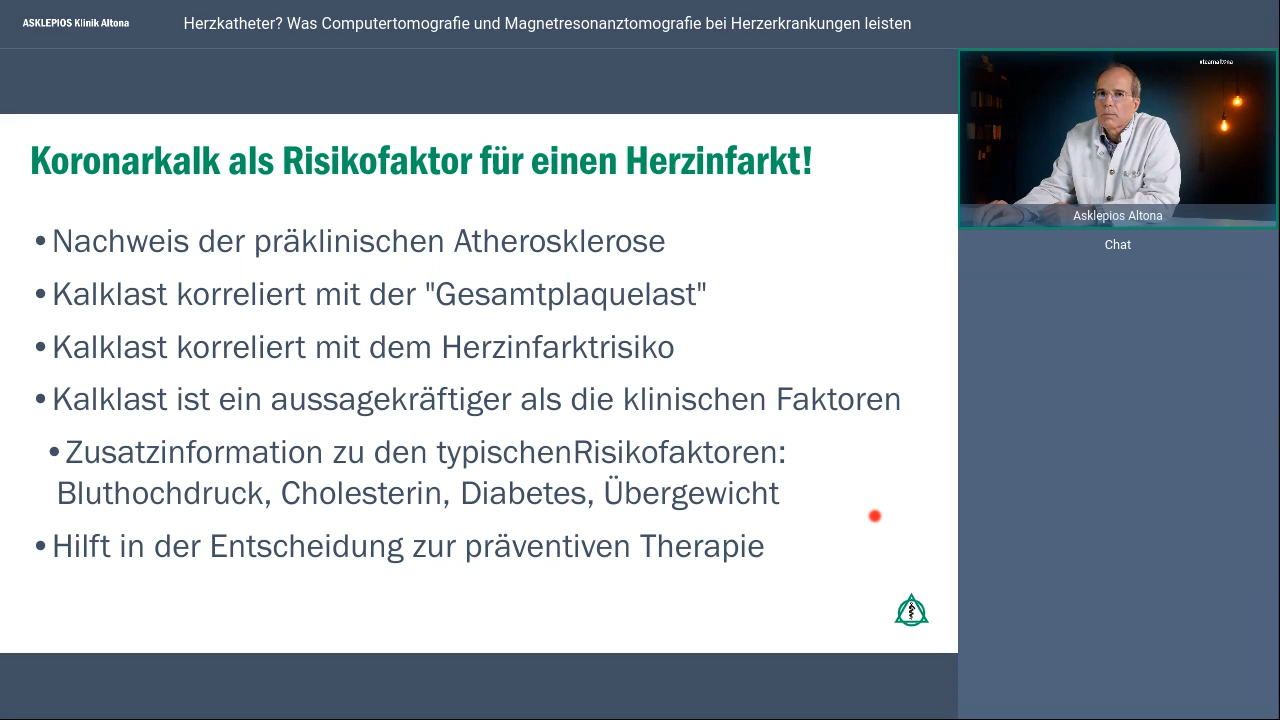 ASKLEPIOS Klinik Altona
Herzkatheter? Was Computertomografie und Magnetresonanztomografie bei Herzerkrankungen leisten
#teamaltona
Koronarkalk als Risikofaktor für einen Herzinfarkt!
•Nachweis der präklinischen Atherosklerose
•Kalklast korreliert mit der "Gesamtplaquelast"
•Kalklast korreliert mit dem Herzinfarktrisiko
•Kalklast ist ein aussagekräftiger als die klinischen Faktoren
•Zusatzinformation zu den typischenRisikofaktoren:
Bluthochdruck, Cholesterin, Diabetes, Übergewicht
•Hilft in der Entscheidung zur präventiven Therapie
Asklepios Altona
Chat